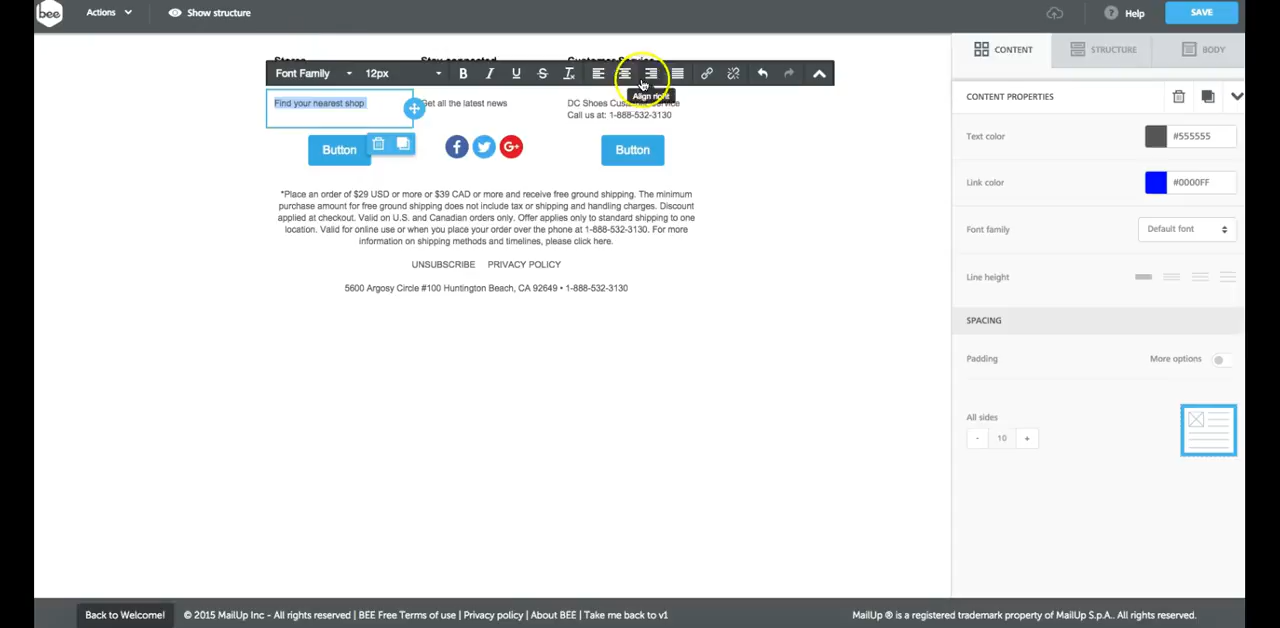 bee
Actions
Show structure
Help
SAVE
CONTENT
STRUCTURE
BODY
Stores
Stay connected
Customer Service
Font Family
12px
B I U S
Align right
Find your nearest shop
Get all the latest news
DC Shoes Customer Service
Call us at: 1-888-532-3130
Button
Button
*Place an order of $29 USD or more or $39 CAD or more and receive free ground shipping. The minimum
purchase amount for free ground shipping does not include tax or shipping and handling charges. Discount
applied at checkout. Valid on U.S. and Canadian orders only. Offer applies only to standard shipping to one
location. Valid for online use or when you place your order over the phone at 1-888-532-3130. For more
information on shipping methods and timelines, please click here.
UNSUBSCRIBE PRIVACY POLICY
5600 Argosy Circle #100 Huntington Beach, CA 92649 • 1-888-532-3130
CONTENT PROPERTIES
Text color
#555555
Link color
#0000FF
Font family
Default font
Line height
SPACING
Padding
More options
All sides
- 10 +
Back to Welcome!
© 2015 MailUp Inc - All rights reserved | BEE Free Terms of use | Privacy policy | About BEE | Take me back to v1
MailUp ® is a registered trademark property of MailUp S.p.A.. All rights reserved.